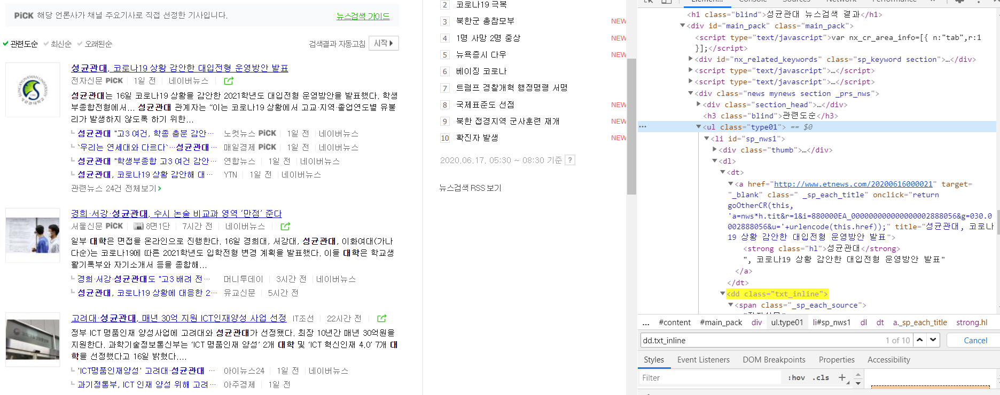 PiCK 해당 언론사가 채널 주요기사로 직접 선정한 기사입니다.
뉴스검색 가이드
관련도순 최신순 오래된순
검색결과 자동고침 시작
성균관대, 코로나19 상황 감안한 대입전형 운영방안 발표
전자신문 PiCK 1일 전 네이버뉴스
성균관대는 16일 코로나19 상황을 감안한 2021학년도 대입전형 운영방안을 발표했다. 학생
부종합전형에서... 성균관대 관계자는 “이는 코로나19 상황에서 고교·지역·졸업연도별 유불
리가 발생하지 않도록 하기 위한...
성균관대 "고3 여건, 학종 충분 감안··· 노컷뉴스 PiCK 1일 전 네이버뉴스
`우리는 연세대와 다르다`…성균관대··· 매일경제 PiCK 1일 전 네이버뉴스
성균관대 "학생부종합 고3 여건 감안··· 연합뉴스 1일 전 네이버뉴스
성균관대, 코로나19 상황 감안해 대··· YTN 1일 전 네이버뉴스
관련뉴스 24건 전체보기
경희·서강·성균관대, 수시 논술 비교과 영역 ‘만점’ 준다
서울신문 PiCK 8면1단 7시간 전 네이버뉴스
일부 대학은 면접을 온라인으로 진행한다. 16일 경희대, 서강대, 성균관대, 이화여대(가나
다순)는 코로나19에 따른 2021학년도 입학전형 변경 계획을 발표했다. 이들 대학은 학교생
활기록부와 자기소개서 등을 종합해...
경희·서강·성균관대도 "고3 배려 전··· 머니투데이 3시간 전 네이버뉴스
성균관대, 코로나19 상황에 대응한 2··· 유교신문 5시간 전
고려대·성균관대, 매년 30억 지원 ICT인재양성 사업 선정 IT조선 22시간 전
정부 ICT 명품인재 양성사업에 고려대와 성균관대가 선정됐다. 최장 10년간 매년 30억원을
지원한다. 과학기술정보통신부는 ‘ICT 명품인재 양성’ 2개 대학 및 ‘ICT 혁신인재 4.0’ 7개 대
학을 선정했다고 16일 밝혔다....
'ICT명품인재양성' 고려대·성균관대 ··· 아이뉴스24 1일 전 네이버뉴스
과기정통부, ICT 인재 양성 위해 고려··· 아주경제 1일 전
2 코로나19 극복
3 북한군 총참모부 NEW
4 1명 사망 2명 중상 NEW
5 뉴욕증시 다우 NEW
6 베이징 코로나
7 트럼프 경찰개혁 행정명령 서명
8 국제표준도 선점 NEW
9 북한 접경지역 군사훈련 재개 NEW
10 확진자 발생 NEW
2020.06.17. 05:30 ~ 08:30 기준 ?
뉴스검색 RSS 보기
<h1 class="blind">성균관대 뉴스검색 결과</h1>
<div id="main_pack" class="main_pack">
<script type="text/javascript">var nx_cr_area_info=[{ n:"tab",r:1
}];</script>
<div id="nx_related_keywords" class="sp_keyword section">…</div>
<script type="text/javascript">…</script>
<script type="text/javascript">…</script>
<div class="news mynews section _prs_nws">
<div class="section_head">…</div>
<h3 class="blind">관련도순</h3>
<ul class="type01"> == $0
<li id="sp_nws1">
<div class="thumb">…</div>
<dl>
<dt>
<a href="http://www.etnews.com/20200616000021" target=
"_blank" class=" _sp_each_title" onclick="return
goOtherCR(this,
'a=nws*h.tit&r=1&i=880000EA_000000000000000002888056&g=030.0
002888056&u='+urlencode(this.href));" title="성균관대, 코로나
19 상황 감안한 대입전형 운영방안 발표">
<strong class="hl">성균관대</strong>
", 코로나19 상황 감안한 대입전형 운영방안 발표"
</a>
</dt>
<dd class="txt_inline">
<span class="_sp_each_source">
... #content #main_pack div ul.type01 li#sp_nws1 dl dt a._sp_each_title strong.hl
dd.txt_inline 1 of 10 Cancel
Styles Event Listeners DOM Breakpoints Properties Accessibility
Filter :hov .cls +